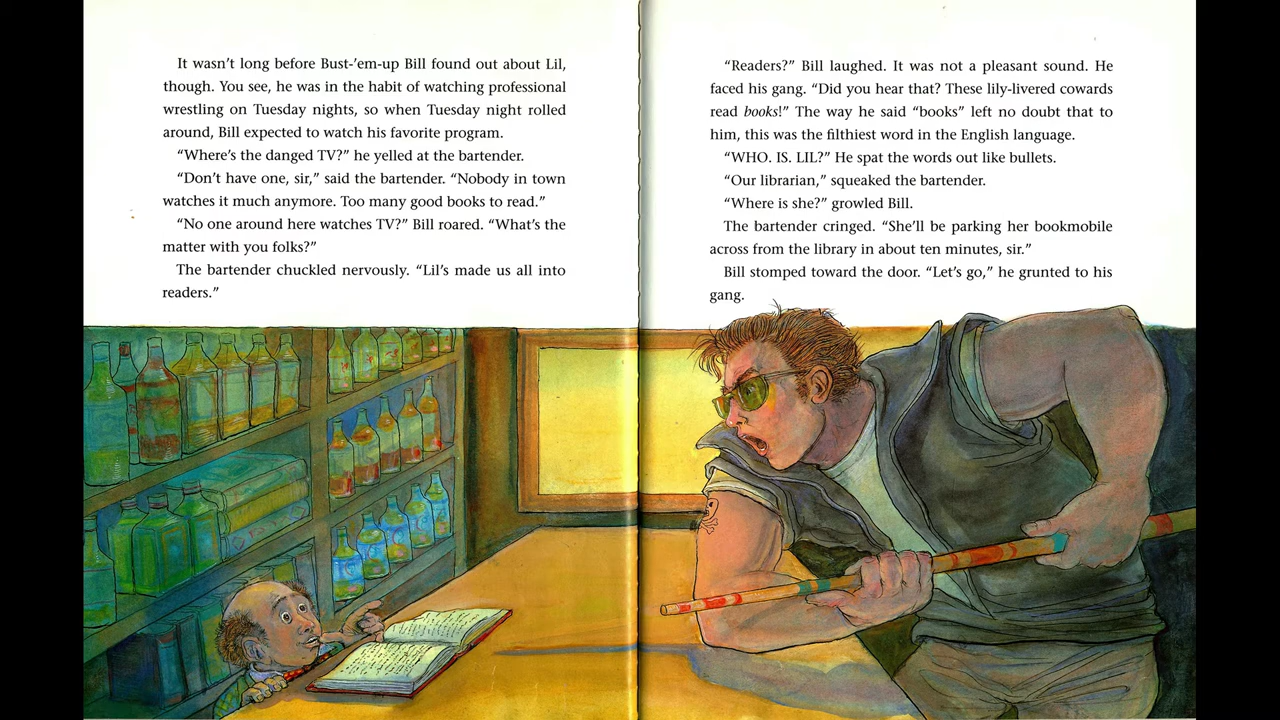 It wasn't long before Bust-'em-up Bill found out about Lil,
though. You see, he was in the habit of watching professional
wrestling on Tuesday nights, so when Tuesday night rolled
around, Bill expected to watch his favorite program.
“Where's the danged TV?” he yelled at the bartender.
“Don't have one, sir,” said the bartender. “Nobody in town
watches it much anymore. Too many good books to read.”
“No one around here watches TV?” Bill roared. “What's the
matter with you folks?”
The bartender chuckled nervously. “Lil's made us all into
readers.”
“Readers?” Bill laughed. It was not a pleasant sound. He
faced his gang. “Did you hear that? These lily-livered cowards
read books!” The way he said “books” left no doubt that to
him, this was the filthiest word in the English language.
“WHO. IS. LIL?” He spat the words out like bullets.
“Our librarian,” squeaked the bartender.
“Where is she?” growled Bill.
The bartender cringed. “She'll be parking her bookmobile
across from the library in about ten minutes, sir.”
Bill stomped toward the door. “Let's go,” he grunted to his
gang.